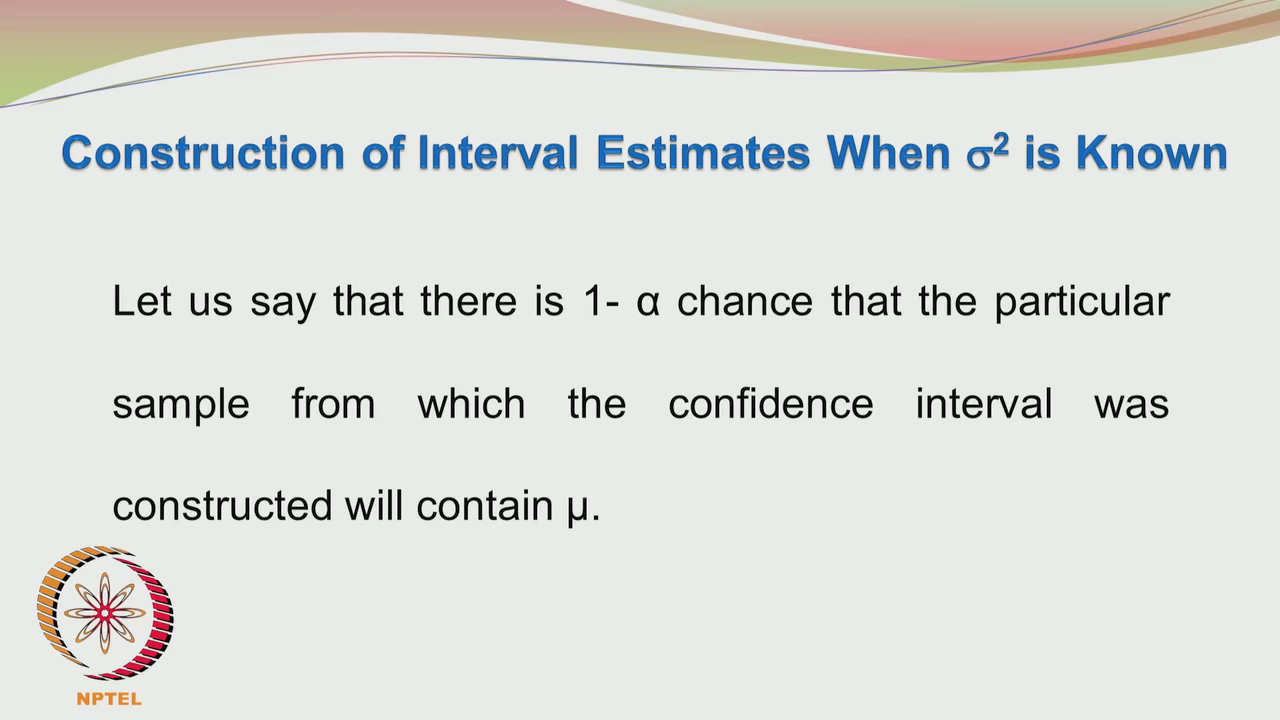 Construction of Interval Estimates When σ² is Known
Let us say that there is 1- α chance that the particular
sample from which the confidence interval was
constructed will contain μ.
NPTEL